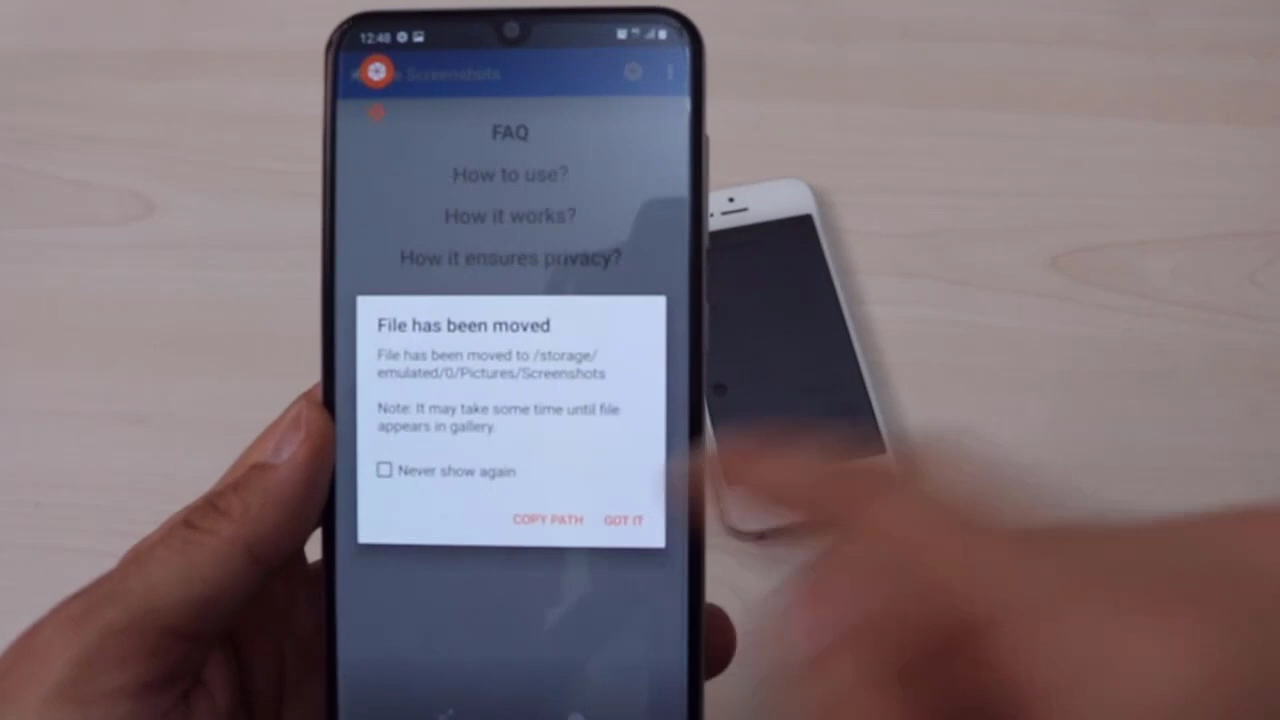 12:48
Screenshots
FAQ
How to use?
How it works?
How it ensures privacy?
File has been moved
File has been moved to /storage/
emulated/0/Pictures/Screenshots
Note: It may take some time until file
appears in gallery.
Never show again
COPY PATH GOT IT